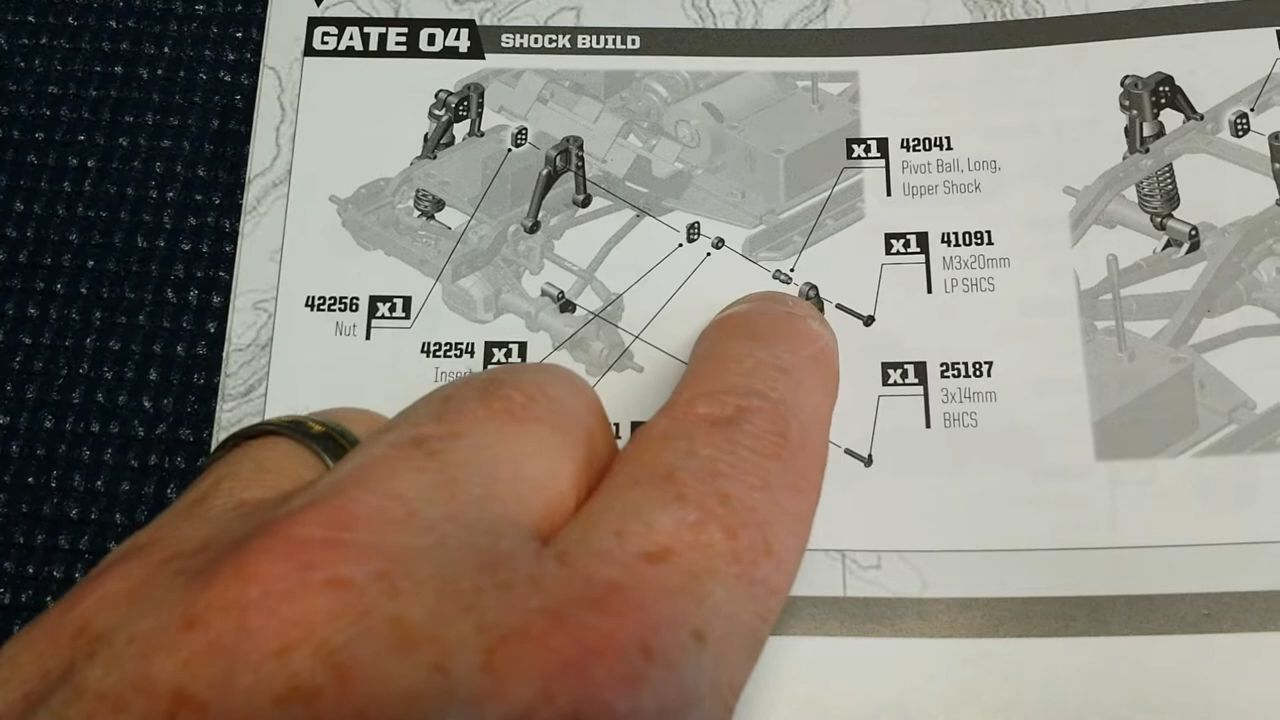 GATE 04 SHOCK BUILD
x1 42041
Pivot Ball, Long,
Upper Shock
x1 41091
M3x20mm
LP SHCS
42256 x1
Nut
42254 x1
Insert
x1 25187
3x14mm
BHCS